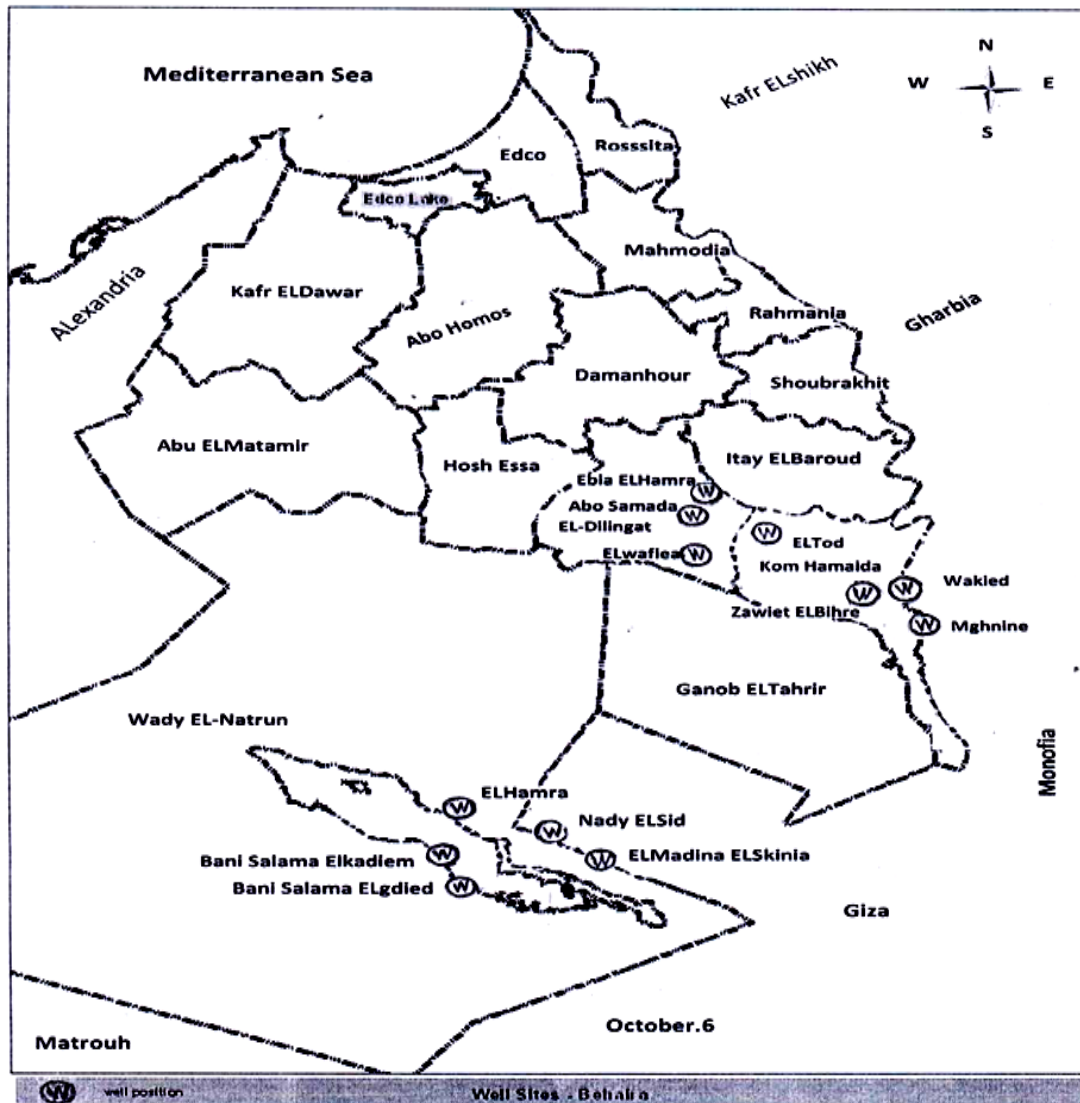 N
Mediterranean Sea
Kafr ELshikh
W
E
S
Edco
Rosssita
Edco Lake
Mahmodia
ALexandria
Kafr ELDawar
Rahmania
Gharbia
Abo Homos
Damanhour
Shoubrakhit
Abu ELMatamir
Hosh Essa
Itay ELBaroud
Ebia ELHamra
W
Abo Samada
W
EL-Dilingat
W
ELTod
ELwaflea
W
Kom Hamaida
W
W
Wakled
Zawiet ELBihre
W
Mghnine
Ganob ELTahrir
Wady EL-Natrun
Monofia
ELHamra
W
Nady ELSid
W
Bani Salama Elkadiem
W
W
ELMadina ELSkinia
Bani Salama ELgdied
W
Giza
October.6
Matrouh
W
well position
Well Sites - Behaira